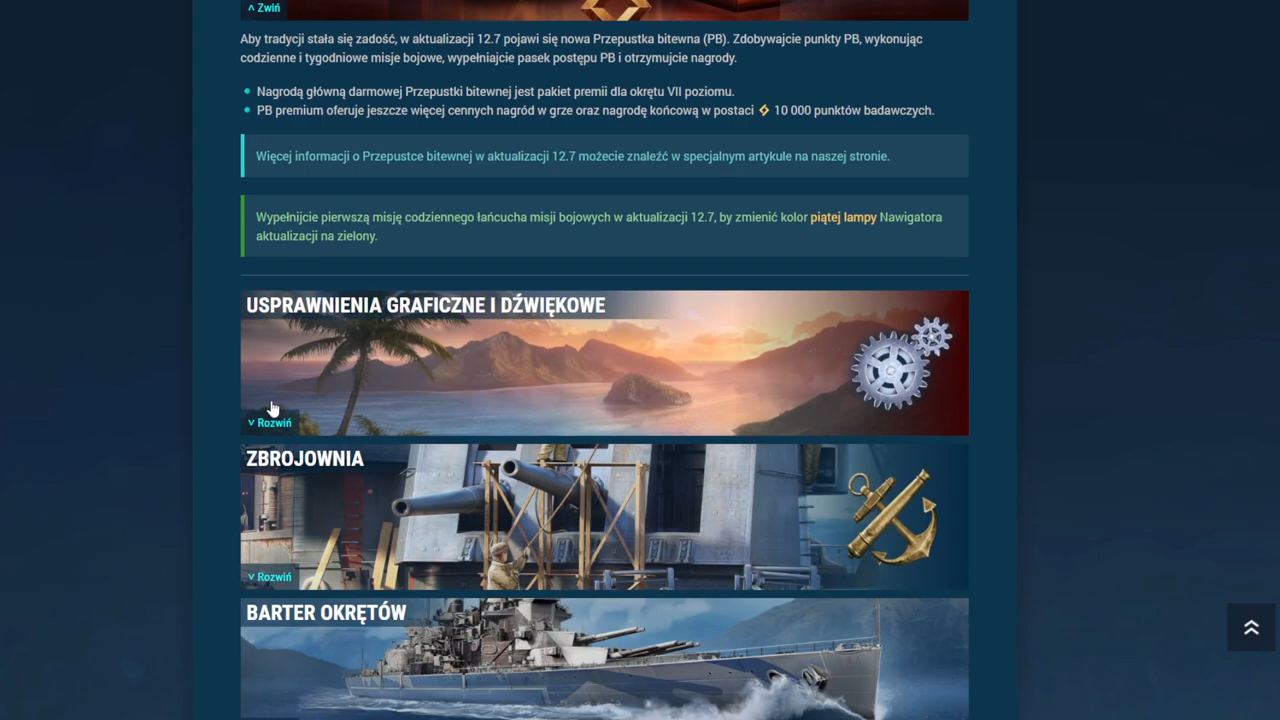 ^ Zwiń
Aby tradycji stała się zadość, w aktualizacji 12.7 pojawi się nowa Przepustka bitewna (PB). Zdobywajcie punkty PB, wykonując
codzienne i tygodniowe misje bojowe, wypełniajcie pasek postępu PB i otrzymujcie nagrody.
Nagrodą główną darmowej Przepustki bitewnej jest pakiet premii dla okrętu VII poziomu.
PB premium oferuje jeszcze więcej cennych nagród w grze oraz nagrodę końcową w postaci 10 000 punktów badawczych.
Więcej informacji o Przepustce bitewnej w aktualizacji 12.7 możecie znaleźć w specjalnym artykule na naszej stronie.
Wypełnijcie pierwszą misję codziennego łańcucha misji bojowych w aktualizacji 12.7, by zmienić kolor piątej lampy Nawigatora
aktualizacji na zielony.
USPRAWNIENIA GRAFICZNE I DŹWIĘKOWE
˅ Rozwiń
ZBROJOWNIA
˅ Rozwiń
BARTER OKRĘTÓW